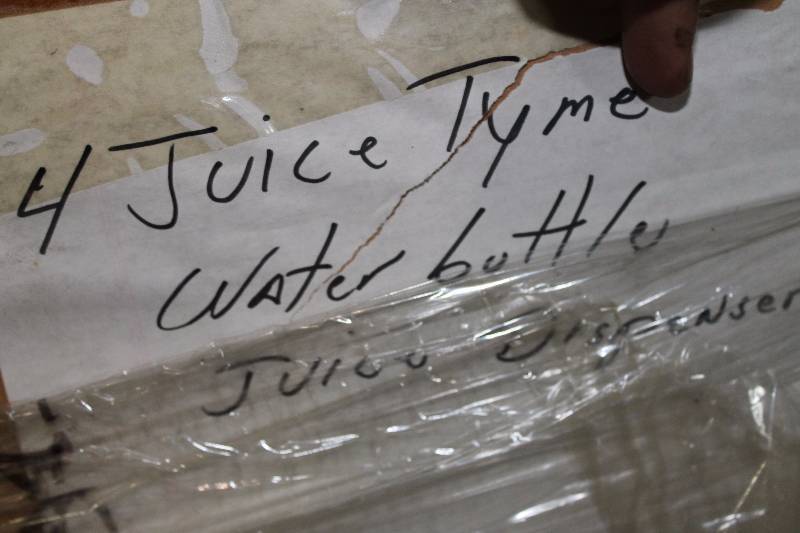 4 Juice Tyme
Water bottle
Juice Dispenser